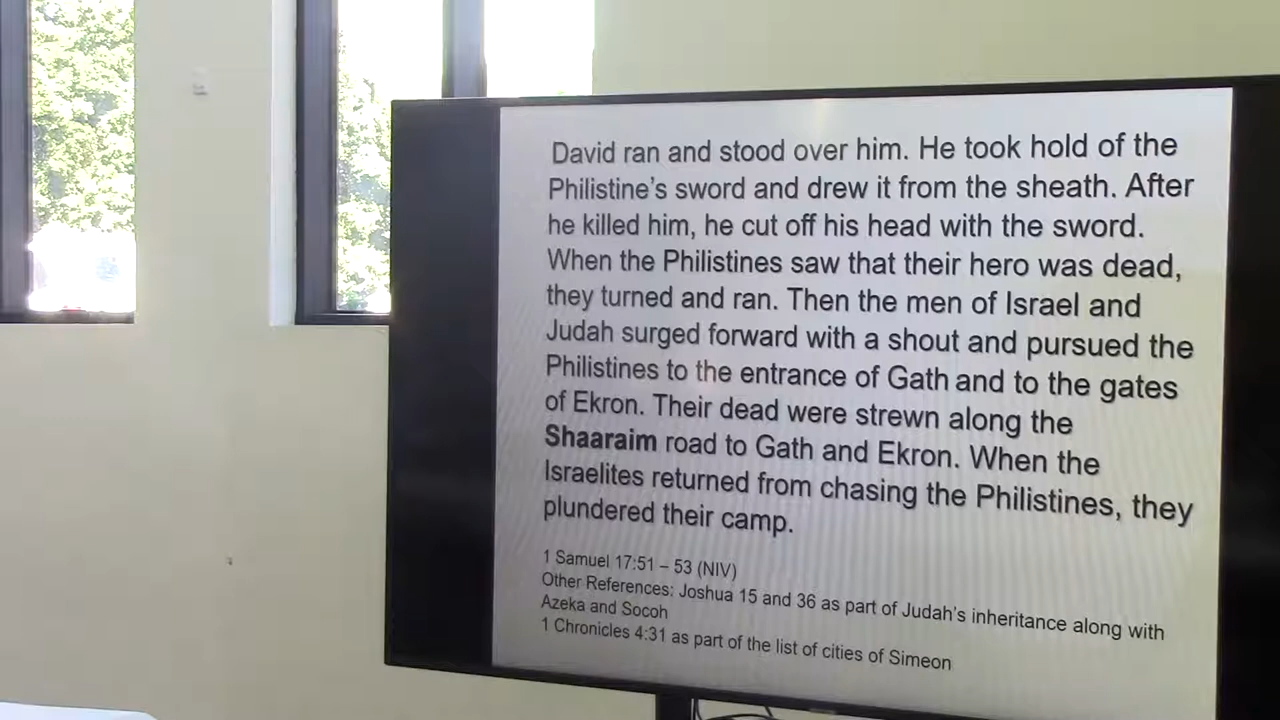 David ran and stood over him. He took hold of the
Philistine's sword and drew it from the sheath. After
he killed him, he cut off his head with the sword.
When the Philistines saw that their hero was dead,
they turned and ran. Then the men of Israel and
Judah surged forward with a shout and pursued the
Philistines to the entrance of Gath and to the gates
of Ekron. Their dead were strewn along the
Shaaraim road to Gath and Ekron. When the
Israelites returned from chasing the Philistines, they
plundered their camp.
1 Samuel 17:51 – 53 (NIV)
Other References: Joshua 15 and 36 as part of Judah's inheritance along with
Azeka and Socoh
1 Chronicles 4:31 as part of the list of cities of Simeon